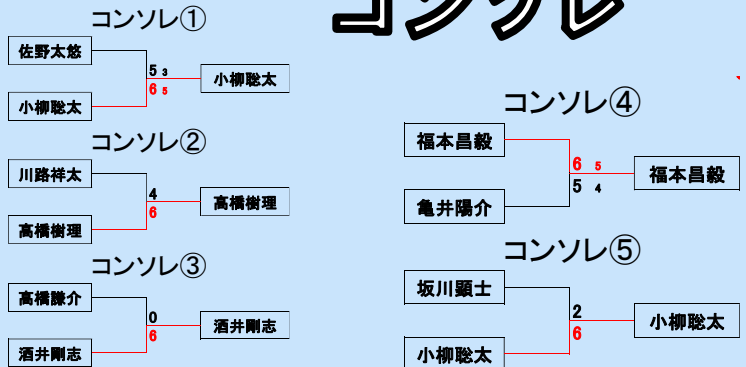 コンソレ
コンソレ①
佐野太悠
5 3
6 5
小柳聡太
小柳聡太
コンソレ②
川路祥太
4
6
高橋樹理
高橋樹理
コンソレ③
高橋謙介
0
6
酒井剛志
酒井剛志
コンソレ④
福本昌毅
6 5
5 4
福本昌毅
亀井陽介
コンソレ⑤
坂川顕士
2
6
小柳聡太
小柳聡太